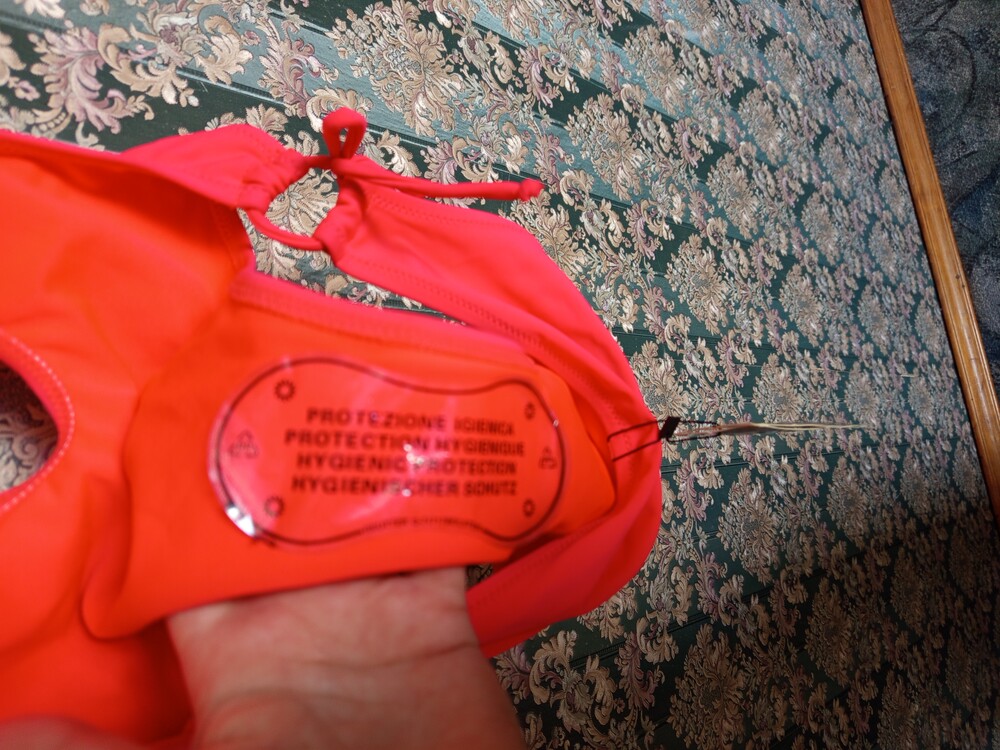 PROTEZIONE IGIENICA
PROTECTION HYGIENIQUE
HYGIENIC PROTECTION
HYGIENISCHER SCHUTZ